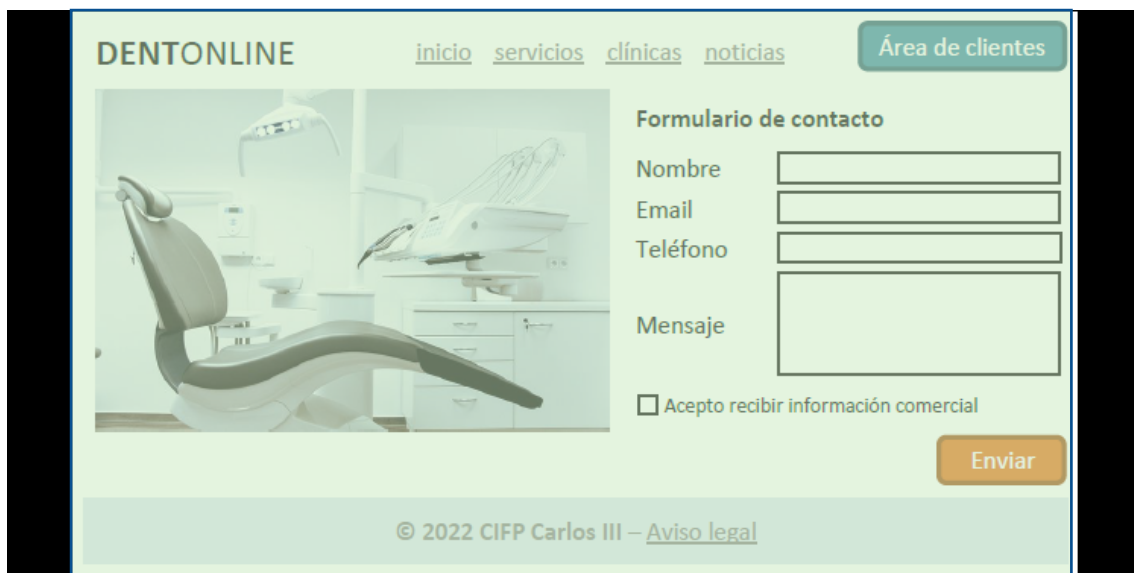 DENTONLINE
inicio servicios clínicas noticias
Área de clientes
Formulario de contacto
Nombre
Email
Teléfono
Mensaje
Acepto recibir información comercial
Enviar
© 2022 CIFP Carlos III – Aviso legal